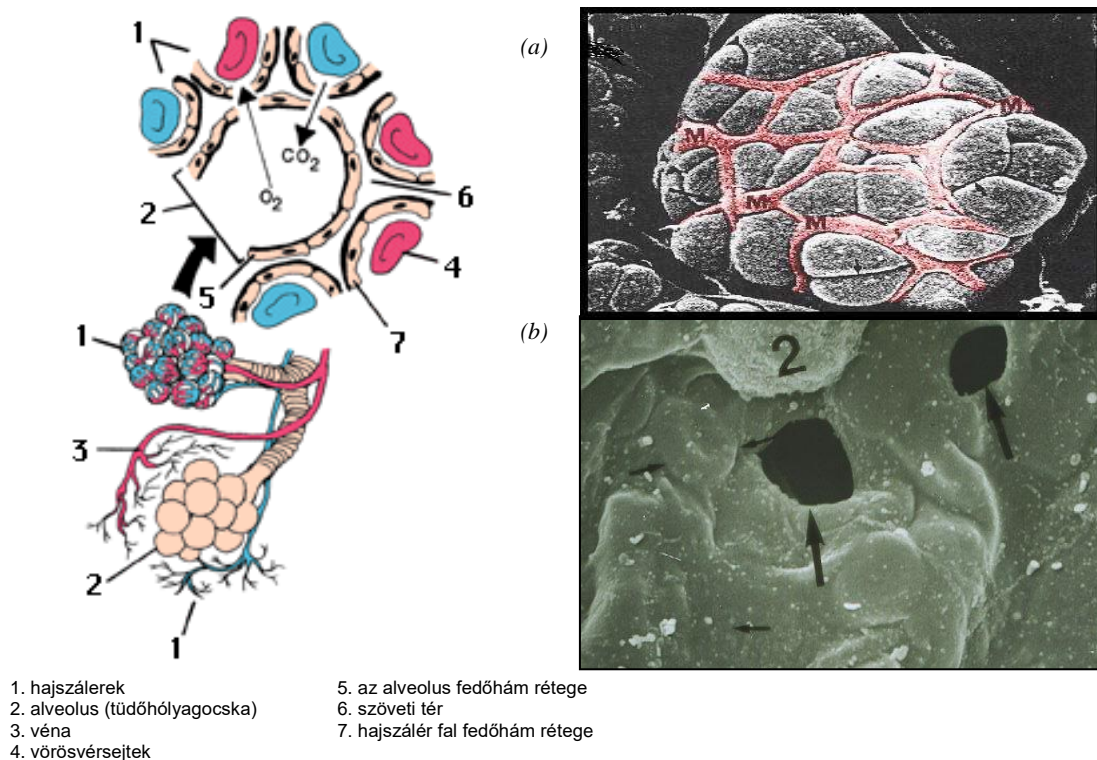 1
(a)
CO2
O2
2
6
4
5
7
1
(b)
3
2
1
M
M
M
M
2
1. hajszálerek
2. alveolus (tüdőhólyagocska)
3. véna
4. vörösvérsejtek
5. az alveolus fedőhám rétege
6. szöveti tér
7. hajszálér fal fedőhám rétege